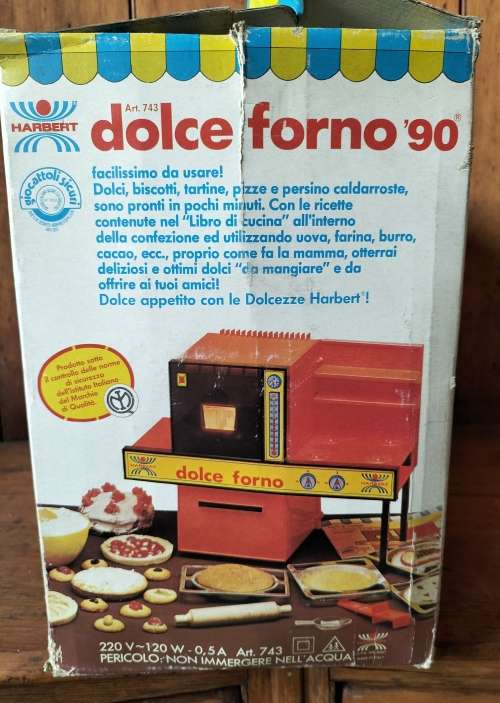 Art. 743
HARBERT
dolce forno '90®
giocattoli sicuri
facilissimo da usare!
Dolci, biscotti, tartine, pizze e persino caldarroste,
sono pronti in pochi minuti. Con le ricette
contenute nel "Libro di cucina" all'interno
della confezione ed utilizzando uova, farina, burro,
cacao, ecc., proprio come fa la mamma, otterrai
deliziosi e ottimi dolci "da mangiare" e da
offrire ai tuoi amici!
Dolce appetito con le Dolcezze Harbert®!
Prodotto sotto
il controllo delle norme
di sicurezza
dell'Istituto Italiano
del Marchio
di Qualità.
HARBERT
dolce forno
HARBERT
220 V~120 W - 0,5 A Art. 743
PERICOLO: NON IMMERGERE NELL'ACQUA